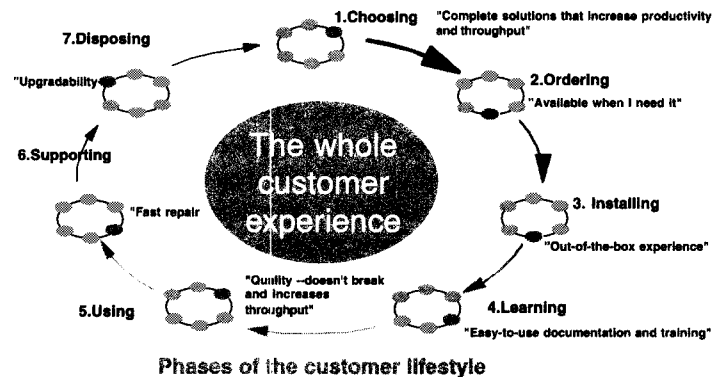 1.Choosing
"Complete solutions that increase productivity
and throughput"
2.Ordering
"Available when I need it"
3. Installing
"Out-of-the-box experience"
4.Learning
"Easy-to-use documentation and training"
5.Using
"Quality --doesn't break
and increases
throughput"
6.Supporting
"Fast repair
7.Disposing
"Upgradability
The whole
customer
experience
Phases of the customer lifestyle